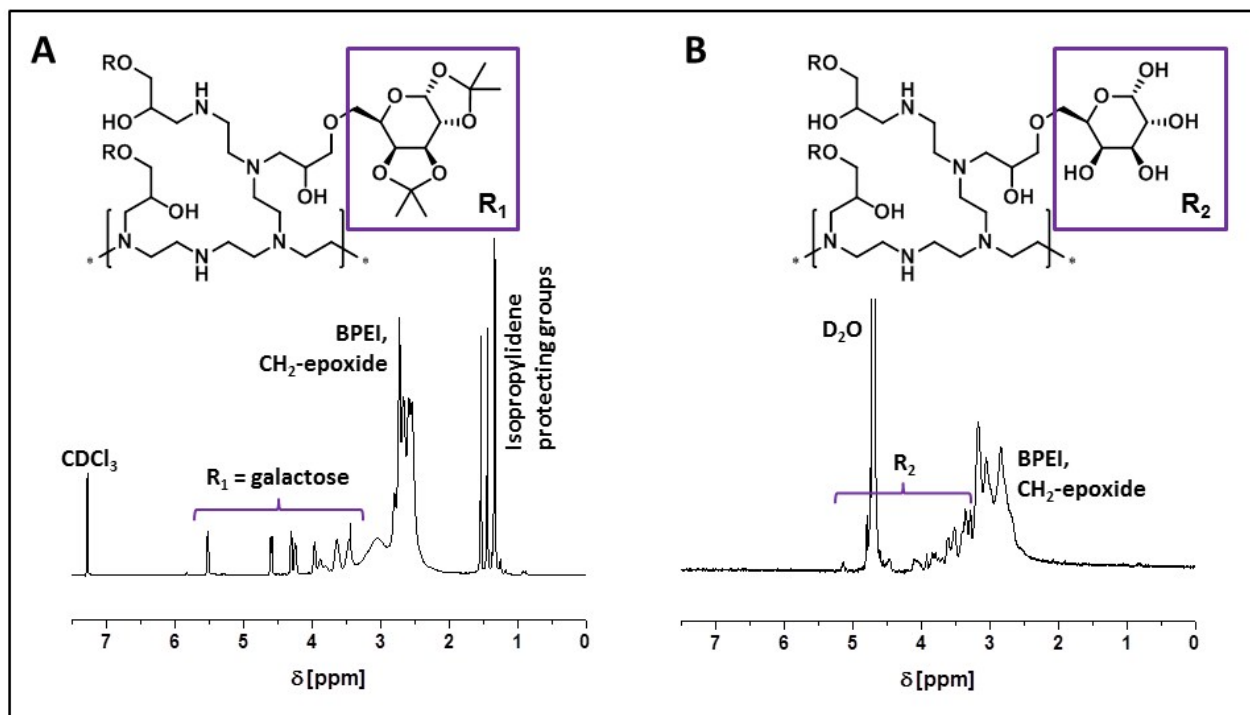 A
RO
HO
N
H
RO
OH
N
N
H
N
N
OH
O
O
O
O
O
O
R₁
*
*
BPEI,
CH₂-epoxide
Isopropylidene
protecting groups
CDCl₃
R₁ = galactose
7 6 5 4 3 2 1 0
δ [ppm]
B
RO
HO
N
H
RO
OH
N
N
H
N
N
OH
O
O
OH
OH
HO
OH
R₂
*
*
D₂O
R₂
BPEI,
CH₂-epoxide
7 6 5 4 3 2 1 0
δ [ppm]